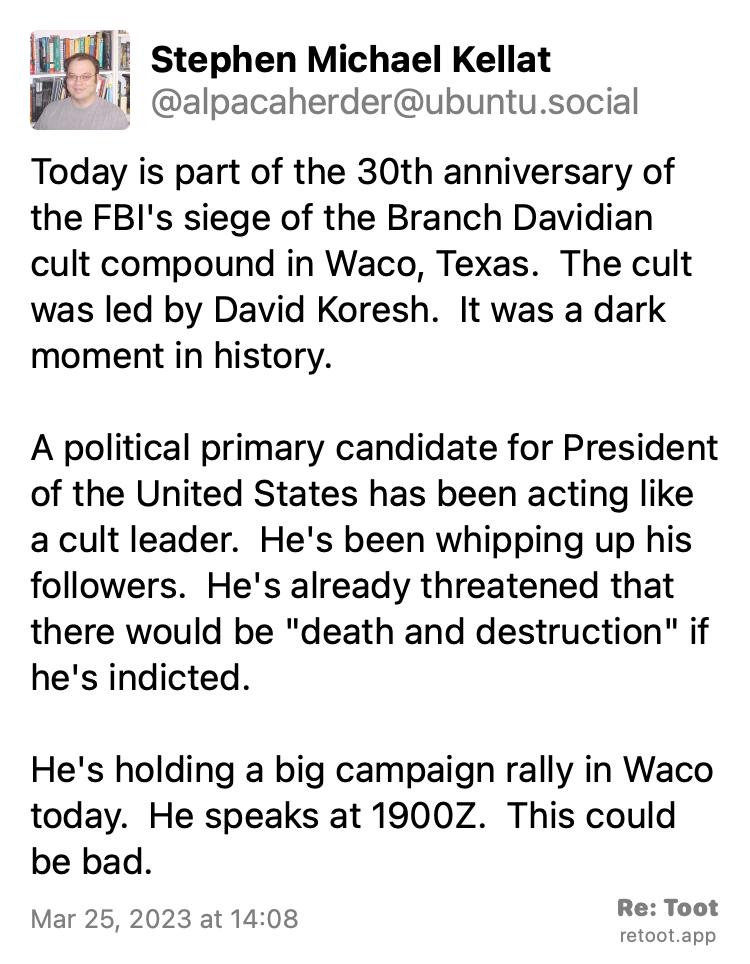 Stephen Michael Kellat
@alpacaherder@ubuntu.social
Today is part of the 30th anniversary of
the FBI's siege of the Branch Davidian
cult compound in Waco, Texas.  The cult
was led by David Koresh.  It was a dark
moment in history.
A political primary candidate for President
of the United States has been acting like
a cult leader.  He's been whipping up his
followers.  He's already threatened that
there would be "death and destruction" if
he's indicted.
He's holding a big campaign rally in Waco
today.  He speaks at 1900Z.  This could
be bad.
Mar 25, 2023 at 14:08
Re: Toot
retoot.app